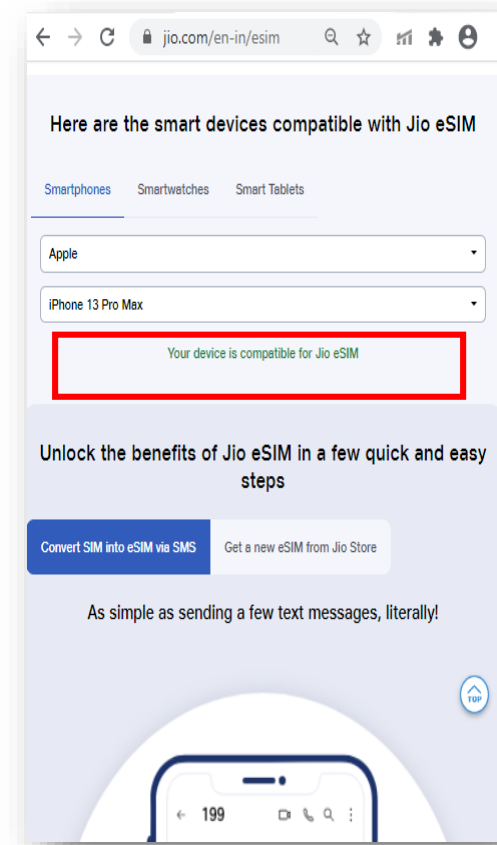 jio.com/en-in/esim
Here are the smart devices compatible with Jio eSIM
Smartphones Smartwatches Smart Tablets
Apple
iPhone 13 Pro Max
Your device is compatible for Jio eSIM
Unlock the benefits of Jio eSIM in a few quick and easy
steps
Convert SIM into eSIM via SMS Get a new eSIM from Jio Store
As simple as sending a few text messages, literally!
TOP
199